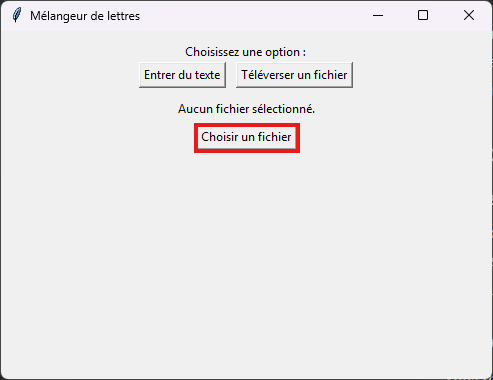 Mélangeur de lettres
Choisissez une option :
Entrer du texte Téléverser un fichier
Aucun fichier sélectionné.
Choisir un fichier